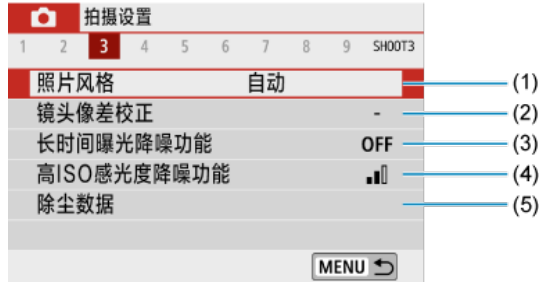 拍摄设置
1 2 3 4 5 6 7 8 9 SHOOT3
照片风格 自动 (1)
镜头像差校正 - (2)
长时间曝光降噪功能 OFF (3)
高ISO感光度降噪功能 (4)
除尘数据 (5)
MENU